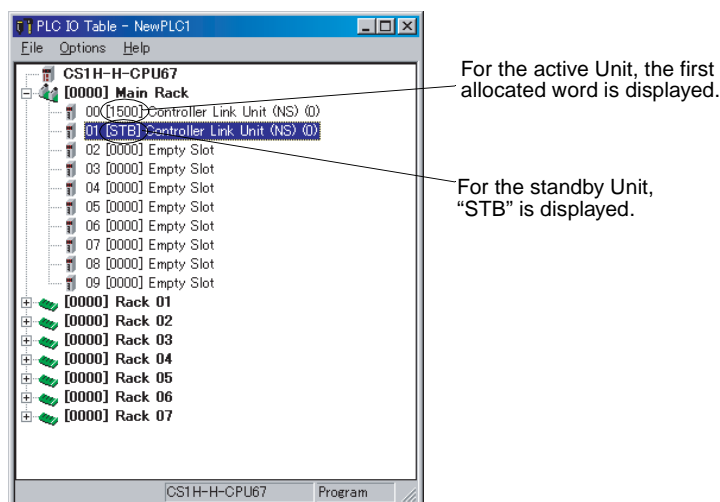 PLC IO Table - NewPLC1
File Options Help
CS1H-H-CPU67
[0000] Main Rack
00 [1500] Controller Link Unit (NS) (0)
01 [STB] Controller Link Unit (NS) (0)
02 [0000] Empty Slot
03 [0000] Empty Slot
04 [0000] Empty Slot
05 [0000] Empty Slot
06 [0000] Empty Slot
07 [0000] Empty Slot
08 [0000] Empty Slot
09 [0000] Empty Slot
[0000] Rack 01
[0000] Rack 02
[0000] Rack 03
[0000] Rack 04
[0000] Rack 05
[0000] Rack 06
[0000] Rack 07
CS1H-H-CPU67 Program
For the active Unit, the first
allocated word is displayed.
For the standby Unit,
“STB” is displayed.